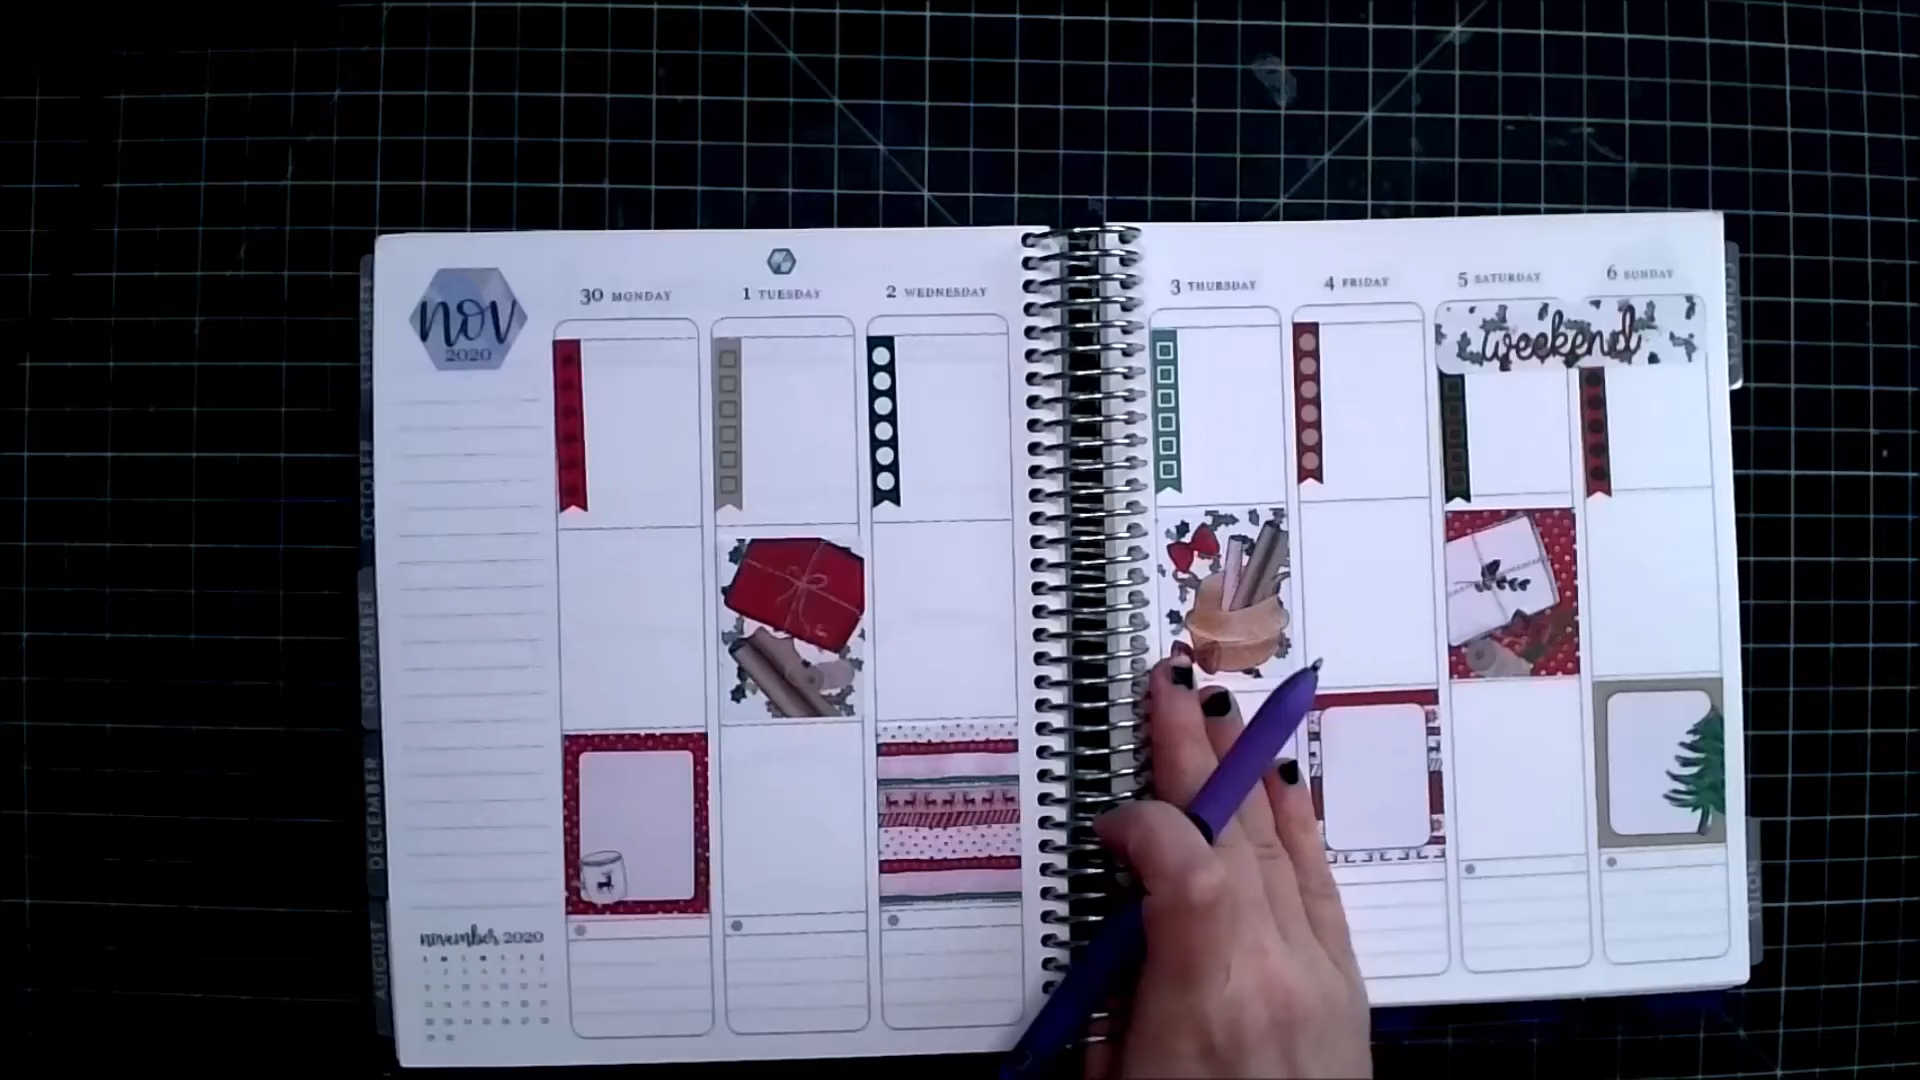 nov
2020
30 MONDAY
1 TUESDAY
2 WEDNESDAY
3 THURSDAY
4 FRIDAY
5 SATURDAY
6 SUNDAY
weekend
OCTOBER
NOVEMBER
DECEMBER
AUGUST
november 2020